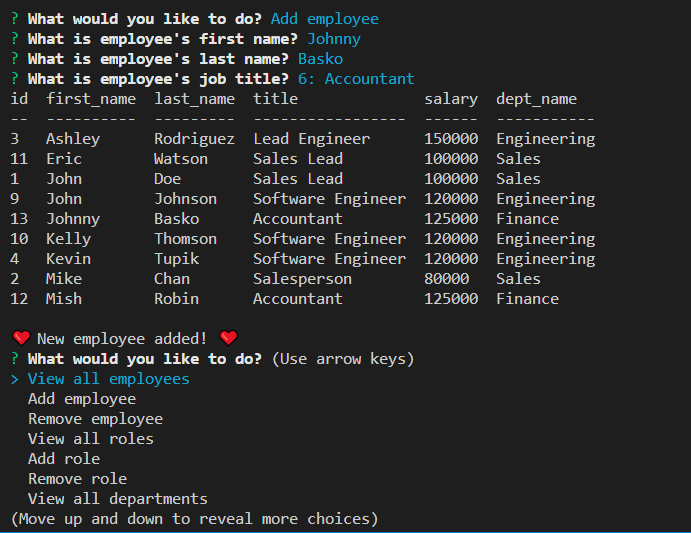 ? What would you like to do? Add employee
? What is employee's first name? Johnny
? What is employee's last name? Basko
? What is employee's job title? 6: Accountant
id  first_name  last_name  title              salary  dept_name
--  ----------  ---------  -----------------  ------  -----------
3   Ashley      Rodriguez  Lead Engineer      150000  Engineering
11  Eric        Watson     Sales Lead         100000  Sales
1   John        Doe        Sales Lead         100000  Sales
9   John        Johnson    Software Engineer  120000  Engineering
13  Johnny      Basko      Accountant         125000  Finance
10  Kelly       Thomson    Software Engineer  120000  Engineering
4   Kevin       Tupik      Software Engineer  120000  Engineering
2   Mike        Chan       Salesperson        80000   Sales
12  Mish        Robin      Accountant         125000  Finance
❤️ New employee added! ❤️
? What would you like to do? (Use arrow keys)
> View all employees
  Add employee
  Remove employee
  View all roles
  Add role
  Remove role
  View all departments
(Move up and down to reveal more choices)